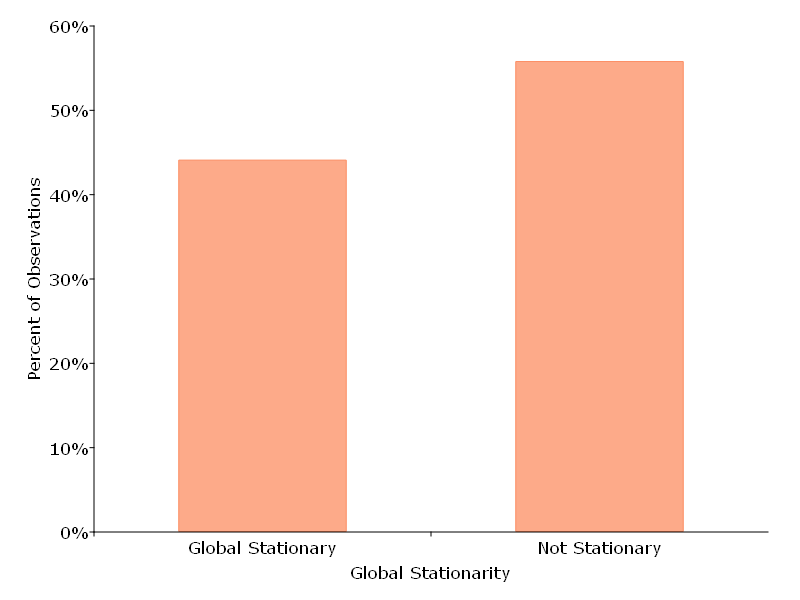 60%
50%
40%
30%
20%
10%
0%
Percent of Observations
Global Stationary
Not Stationary
Global Stationarity